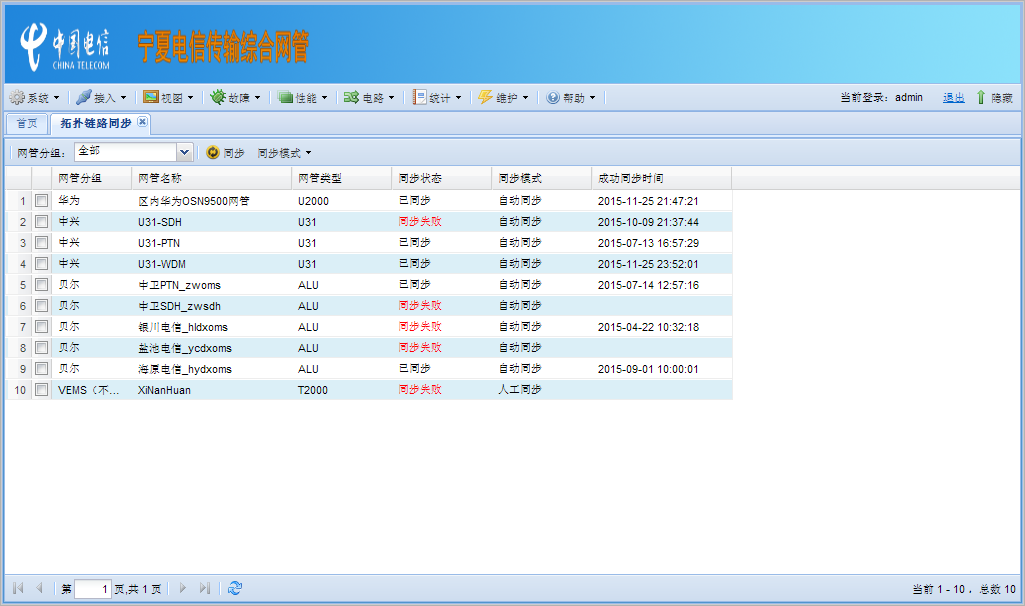 中国电信 宁夏电信传输综合网管
CHINA TELECOM
系统 接入 视图 故障 性能 电路 统计 维护 帮助 当前登录: admin 退出 隐藏
首页 拓扑链路同步
网管分组: 全部 同步 同步模式
网管分组 网管名称 网管类型 同步状态 同步模式 成功同步时间
1 华为 区内华为OSN9500网管 U2000 已同步 自动同步 2015-11-25 21:47:21
2 中兴 U31-SDH U31 同步失败 自动同步 2015-10-09 21:37:44
3 中兴 U31-PTN U31 已同步 自动同步 2015-07-13 16:57:29
4 中兴 U31-WDM U31 已同步 自动同步 2015-11-25 23:52:01
5 贝尔 中卫PTN_zwoms ALU 已同步 自动同步 2015-07-14 12:57:16
6 贝尔 中卫SDH_zwsdh ALU 同步失败 自动同步
7 贝尔 银川电信_hldxoms ALU 同步失败 自动同步 2015-04-22 10:32:18
8 贝尔 盐池电信_ycdxoms ALU 同步失败 自动同步
9 贝尔 海原电信_hydxoms ALU 已同步 自动同步 2015-09-01 10:00:01
10 VEMS（不... XiNanHuan T2000 同步失败 人工同步
第 1 页,共 1 页 当前 1 - 10 ，总数 10